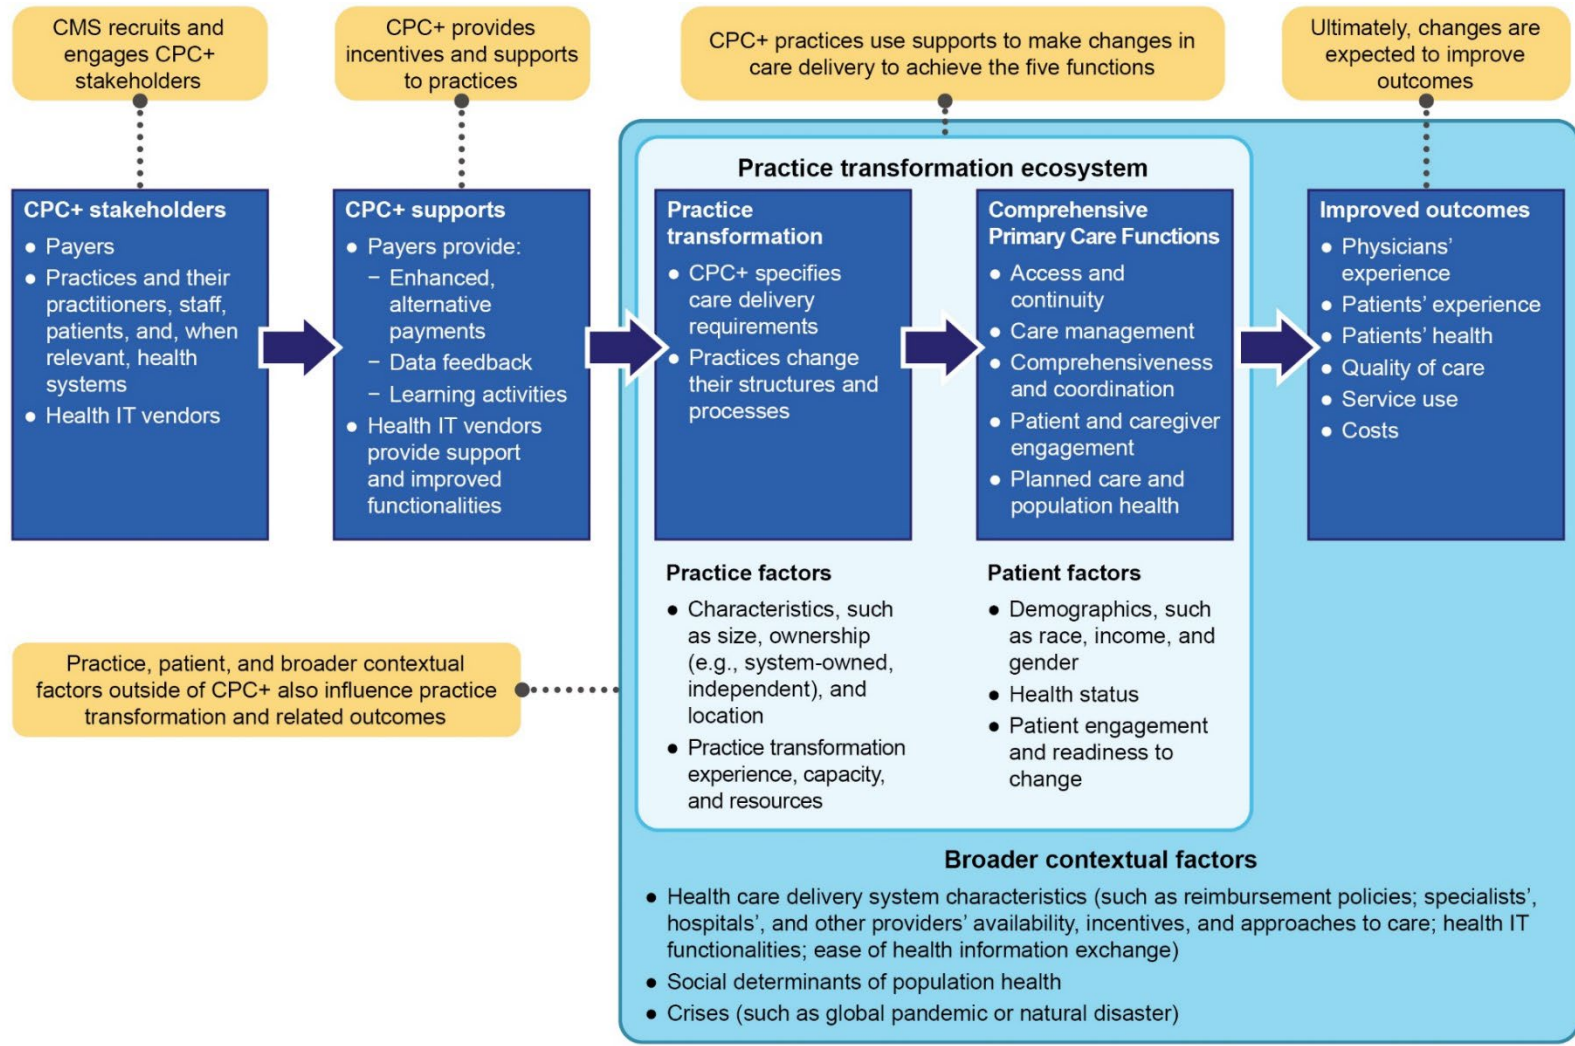 CMS recruits and
engages CPC+
stakeholders
CPC+ provides
incentives and supports
to practices
CPC+ practices use supports to make changes in
care delivery to achieve the five functions
Ultimately, changes are
expected to improve
outcomes
Practice transformation ecosystem
CPC+ stakeholders
● Payers
● Practices and their
practitioners, staff,
patients, and, when
relevant, health
systems
● Health IT vendors
CPC+ supports
● Payers provide:
− Enhanced,
alternative
payments
− Data feedback
− Learning activities
● Health IT vendors
provide support
and improved
functionalities
Practice
transformation
● CPC+ specifies
care delivery
requirements
● Practices change
their structures and
processes
Comprehensive
Primary Care Functions
● Access and
continuity
● Care management
● Comprehensiveness
and coordination
● Patient and caregiver
engagement
● Planned care and
population health
Improved outcomes
● Physicians’
experience
● Patients’ experience
● Patients’ health
● Quality of care
● Service use
● Costs
Practice factors
● Characteristics, such
as size, ownership
(e.g., system-owned,
independent), and
location
● Practice transformation
experience, capacity,
and resources
Patient factors
● Demographics, such
as race, income, and
gender
● Health status
● Patient engagement
and readiness to
change
Practice, patient, and broader contextual
factors outside of CPC+ also influence practice
transformation and related outcomes
Broader contextual factors
● Health care delivery system characteristics (such as reimbursement policies; specialists’,
hospitals’, and other providers’ availability, incentives, and approaches to care; health IT
functionalities; ease of health information exchange)
● Social determinants of population health
● Crises (such as global pandemic or natural disaster)